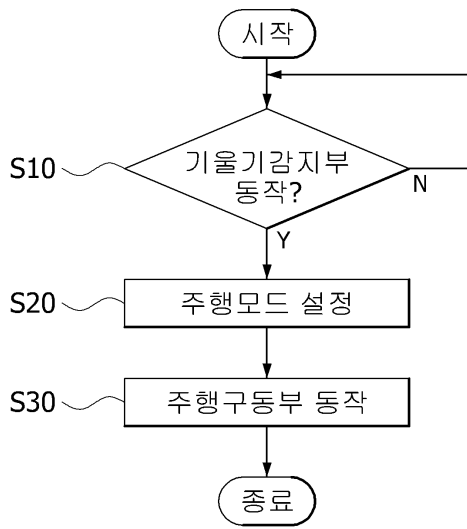 시작
S10
기울기감지부
동작?
N
Y
S20
주행모드 설정
S30
주행구동부 동작
종료